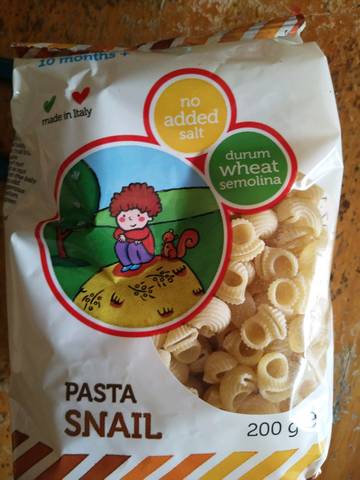 10 months +
made in Italy
no
added
salt
durum
wheat
semolina
PASTA
SNAIL
200 g e